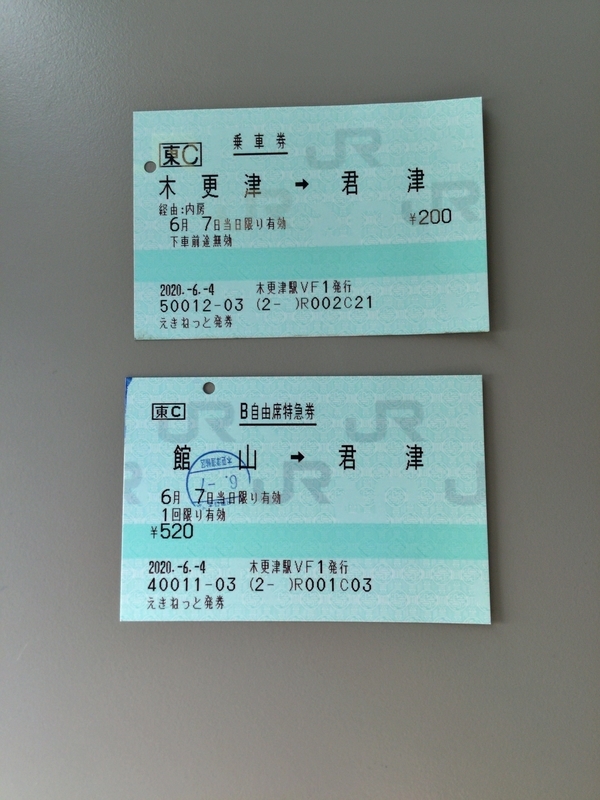 東C 乗車券
木更津 → 君津
経由:内房
6月 7日当日限り有効 ¥200
下車前途無効
2020.-6.-4 木更津駅VF1発行
50012-03 (2- )R002C21
えきねっと発券
東C B自由席特急券
館山 → 君津
6. -7
6月 7日当日限り有効
1回限り有効
¥520
2020.-6.-4 木更津駅VF1発行
40011-03 (2- )R001C03
えきねっと発券